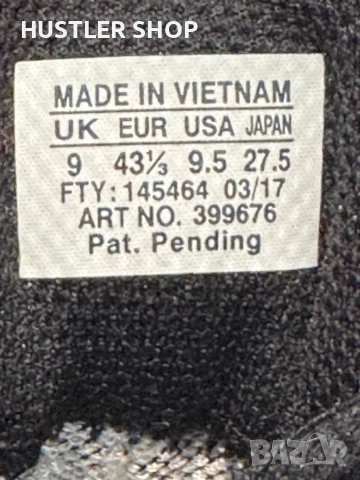 HUSTLER SHOP
MADE IN VIETNAM
UK EUR USA JAPAN
9 43⅓ 9.5 27.5
FTY: 145464 03/17
ART NO. 399676
Pat. Pending
BAZAR